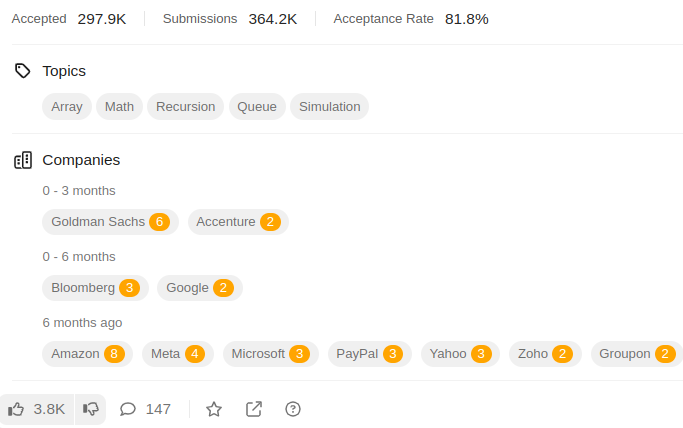 Accepted 297.9K Submissions 364.2K Acceptance Rate 81.8%
Topics
Array Math Recursion Queue Simulation
Companies
0 - 3 months
Goldman Sachs 6 Accenture 2
0 - 6 months
Bloomberg 3 Google 2
6 months ago
Amazon 8 Meta 4 Microsoft 3 PayPal 3 Yahoo 3 Zoho 2 Groupon 2
3.8K 147